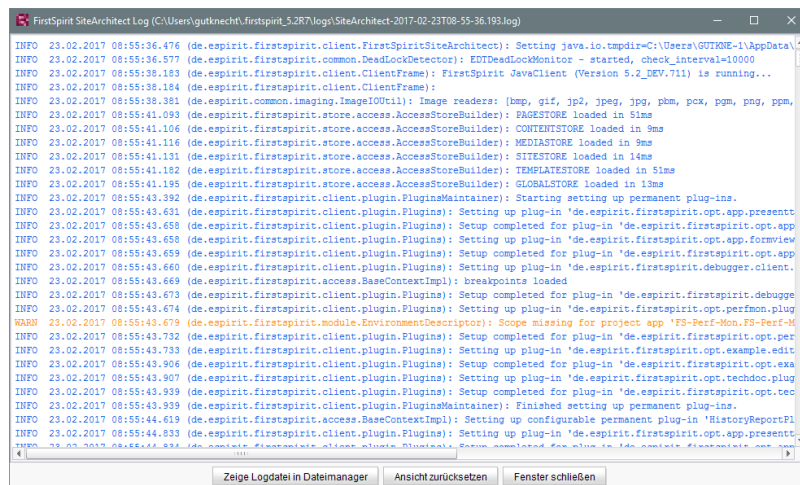 FirstSpirit SiteArchitect Log (C:\Users\gutknecht\.firstspirit_5.2R7\logs\SiteArchitect-2017-02-23T08-55-36.193.log)
INFO 23.02.2017 08:55:36.476 (de.espirit.firstspirit.client.FirstSpiritSiteArchitect): Setting java.io.tmpdir=C:\Users\GUTKNE~1\AppData\
INFO 23.02.2017 08:55:36.577 (de.espirit.firstspirit.common.DeadLockDetector): EDTDeadLockMonitor - started, check_interval=10000
INFO 23.02.2017 08:55:38.183 (de.espirit.firstspirit.client.ClientFrame): FirstSpirit JavaClient (Version 5.2_DEV.711) is running...
INFO 23.02.2017 08:55:38.184 (de.espirit.firstspirit.client.ClientFrame):
INFO 23.02.2017 08:55:38.381 (de.espirit.common.imaging.ImageIOUtil): Image readers: [bmp, gif, jp2, jpeg, jpg, pbm, pcx, pgm, png, ppm,
INFO 23.02.2017 08:55:41.093 (de.espirit.firstspirit.store.access.AccessStoreBuilder): PAGESTORE loaded in 51ms
INFO 23.02.2017 08:55:41.106 (de.espirit.firstspirit.store.access.AccessStoreBuilder): CONTENTSTORE loaded in 9ms
INFO 23.02.2017 08:55:41.116 (de.espirit.firstspirit.store.access.AccessStoreBuilder): MEDIASTORE loaded in 9ms
INFO 23.02.2017 08:55:41.131 (de.espirit.firstspirit.store.access.AccessStoreBuilder): SITESTORE loaded in 14ms
INFO 23.02.2017 08:55:41.182 (de.espirit.firstspirit.store.access.AccessStoreBuilder): TEMPLATESTORE loaded in 51ms
INFO 23.02.2017 08:55:41.195 (de.espirit.firstspirit.store.access.AccessStoreBuilder): GLOBALSTORE loaded in 13ms
INFO 23.02.2017 08:55:43.392 (de.espirit.firstspirit.client.plugin.PluginsMaintainer): Starting setting up permanent plug-ins.
INFO 23.02.2017 08:55:43.631 (de.espirit.firstspirit.client.plugin.Plugins): Setting up plug-in 'de.espirit.firstspirit.opt.app.presentt
INFO 23.02.2017 08:55:43.658 (de.espirit.firstspirit.client.plugin.Plugins): Setup completed for plug-in 'de.espirit.firstspirit.opt.app
INFO 23.02.2017 08:55:43.658 (de.espirit.firstspirit.client.plugin.Plugins): Setting up plug-in 'de.espirit.firstspirit.opt.app.formview
INFO 23.02.2017 08:55:43.659 (de.espirit.firstspirit.client.plugin.Plugins): Setup completed for plug-in 'de.espirit.firstspirit.opt.app
INFO 23.02.2017 08:55:43.660 (de.espirit.firstspirit.client.plugin.Plugins): Setting up plug-in 'de.espirit.firstspirit.debugger.client.
INFO 23.02.2017 08:55:43.669 (de.espirit.firstspirit.access.BaseContextImpl): breakpoints loaded
INFO 23.02.2017 08:55:43.673 (de.espirit.firstspirit.client.plugin.Plugins): Setup completed for plug-in 'de.espirit.firstspirit.debugge
INFO 23.02.2017 08:55:43.674 (de.espirit.firstspirit.client.plugin.Plugins): Setting up plug-in 'de.espirit.firstspirit.opt.perfmon.plug
WARN 23.02.2017 08:55:43.679 (de.espirit.firstspirit.module.EnvironmentDescriptor): Scope missing for project app 'FS-Perf-Mon.FS-Perf-M
INFO 23.02.2017 08:55:43.732 (de.espirit.firstspirit.client.plugin.Plugins): Setup completed for plug-in 'de.espirit.firstspirit.opt.per
INFO 23.02.2017 08:55:43.733 (de.espirit.firstspirit.client.plugin.Plugins): Setting up plug-in 'de.espirit.firstspirit.opt.example.edit
INFO 23.02.2017 08:55:43.906 (de.espirit.firstspirit.client.plugin.Plugins): Setup completed for plug-in 'de.espirit.firstspirit.opt.exa
INFO 23.02.2017 08:55:43.907 (de.espirit.firstspirit.client.plugin.Plugins): Setting up plug-in 'de.espirit.firstspirit.opt.techdoc.plug
INFO 23.02.2017 08:55:43.939 (de.espirit.firstspirit.client.plugin.Plugins): Setup completed for plug-in 'de.espirit.firstspirit.opt.tec
INFO 23.02.2017 08:55:43.939 (de.espirit.firstspirit.client.plugin.PluginsMaintainer): Finished setting up permanent plug-ins.
INFO 23.02.2017 08:55:44.619 (de.espirit.firstspirit.access.BaseContextImpl): Setting up configurable permanent plug-in 'HistoryReportPl
INFO 23.02.2017 08:55:44.833 (de.espirit.firstspirit.client.plugin.Plugins): Setting up plug-in 'de.espirit.firstspirit.opt.app.presentt
INFO 23.02.2017 08:55:44.834 (de.espirit.firstspirit.client.plugin.Plugins): Setup completed for plug-in 'de.espirit.firstspirit.opt.app
Zeige Logdatei in Dateimanager Ansicht zurücksetzen Fenster schließen